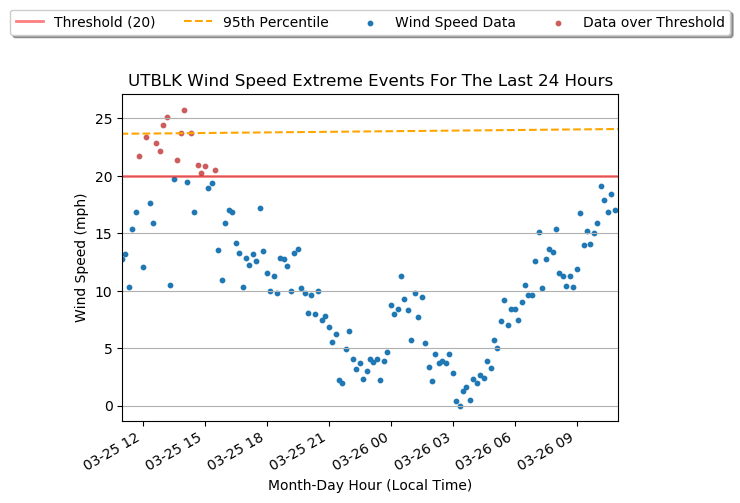 Threshold (20) 95th Percentile Wind Speed Data Data over Threshold
UTBLK Wind Speed Extreme Events For The Last 24 Hours
25
20
15
10
5
0
Wind Speed (mph)
03-25 12 03-25 15 03-25 18 03-25 21 03-26 00 03-26 03 03-26 06 03-26 09
Month-Day Hour (Local Time)